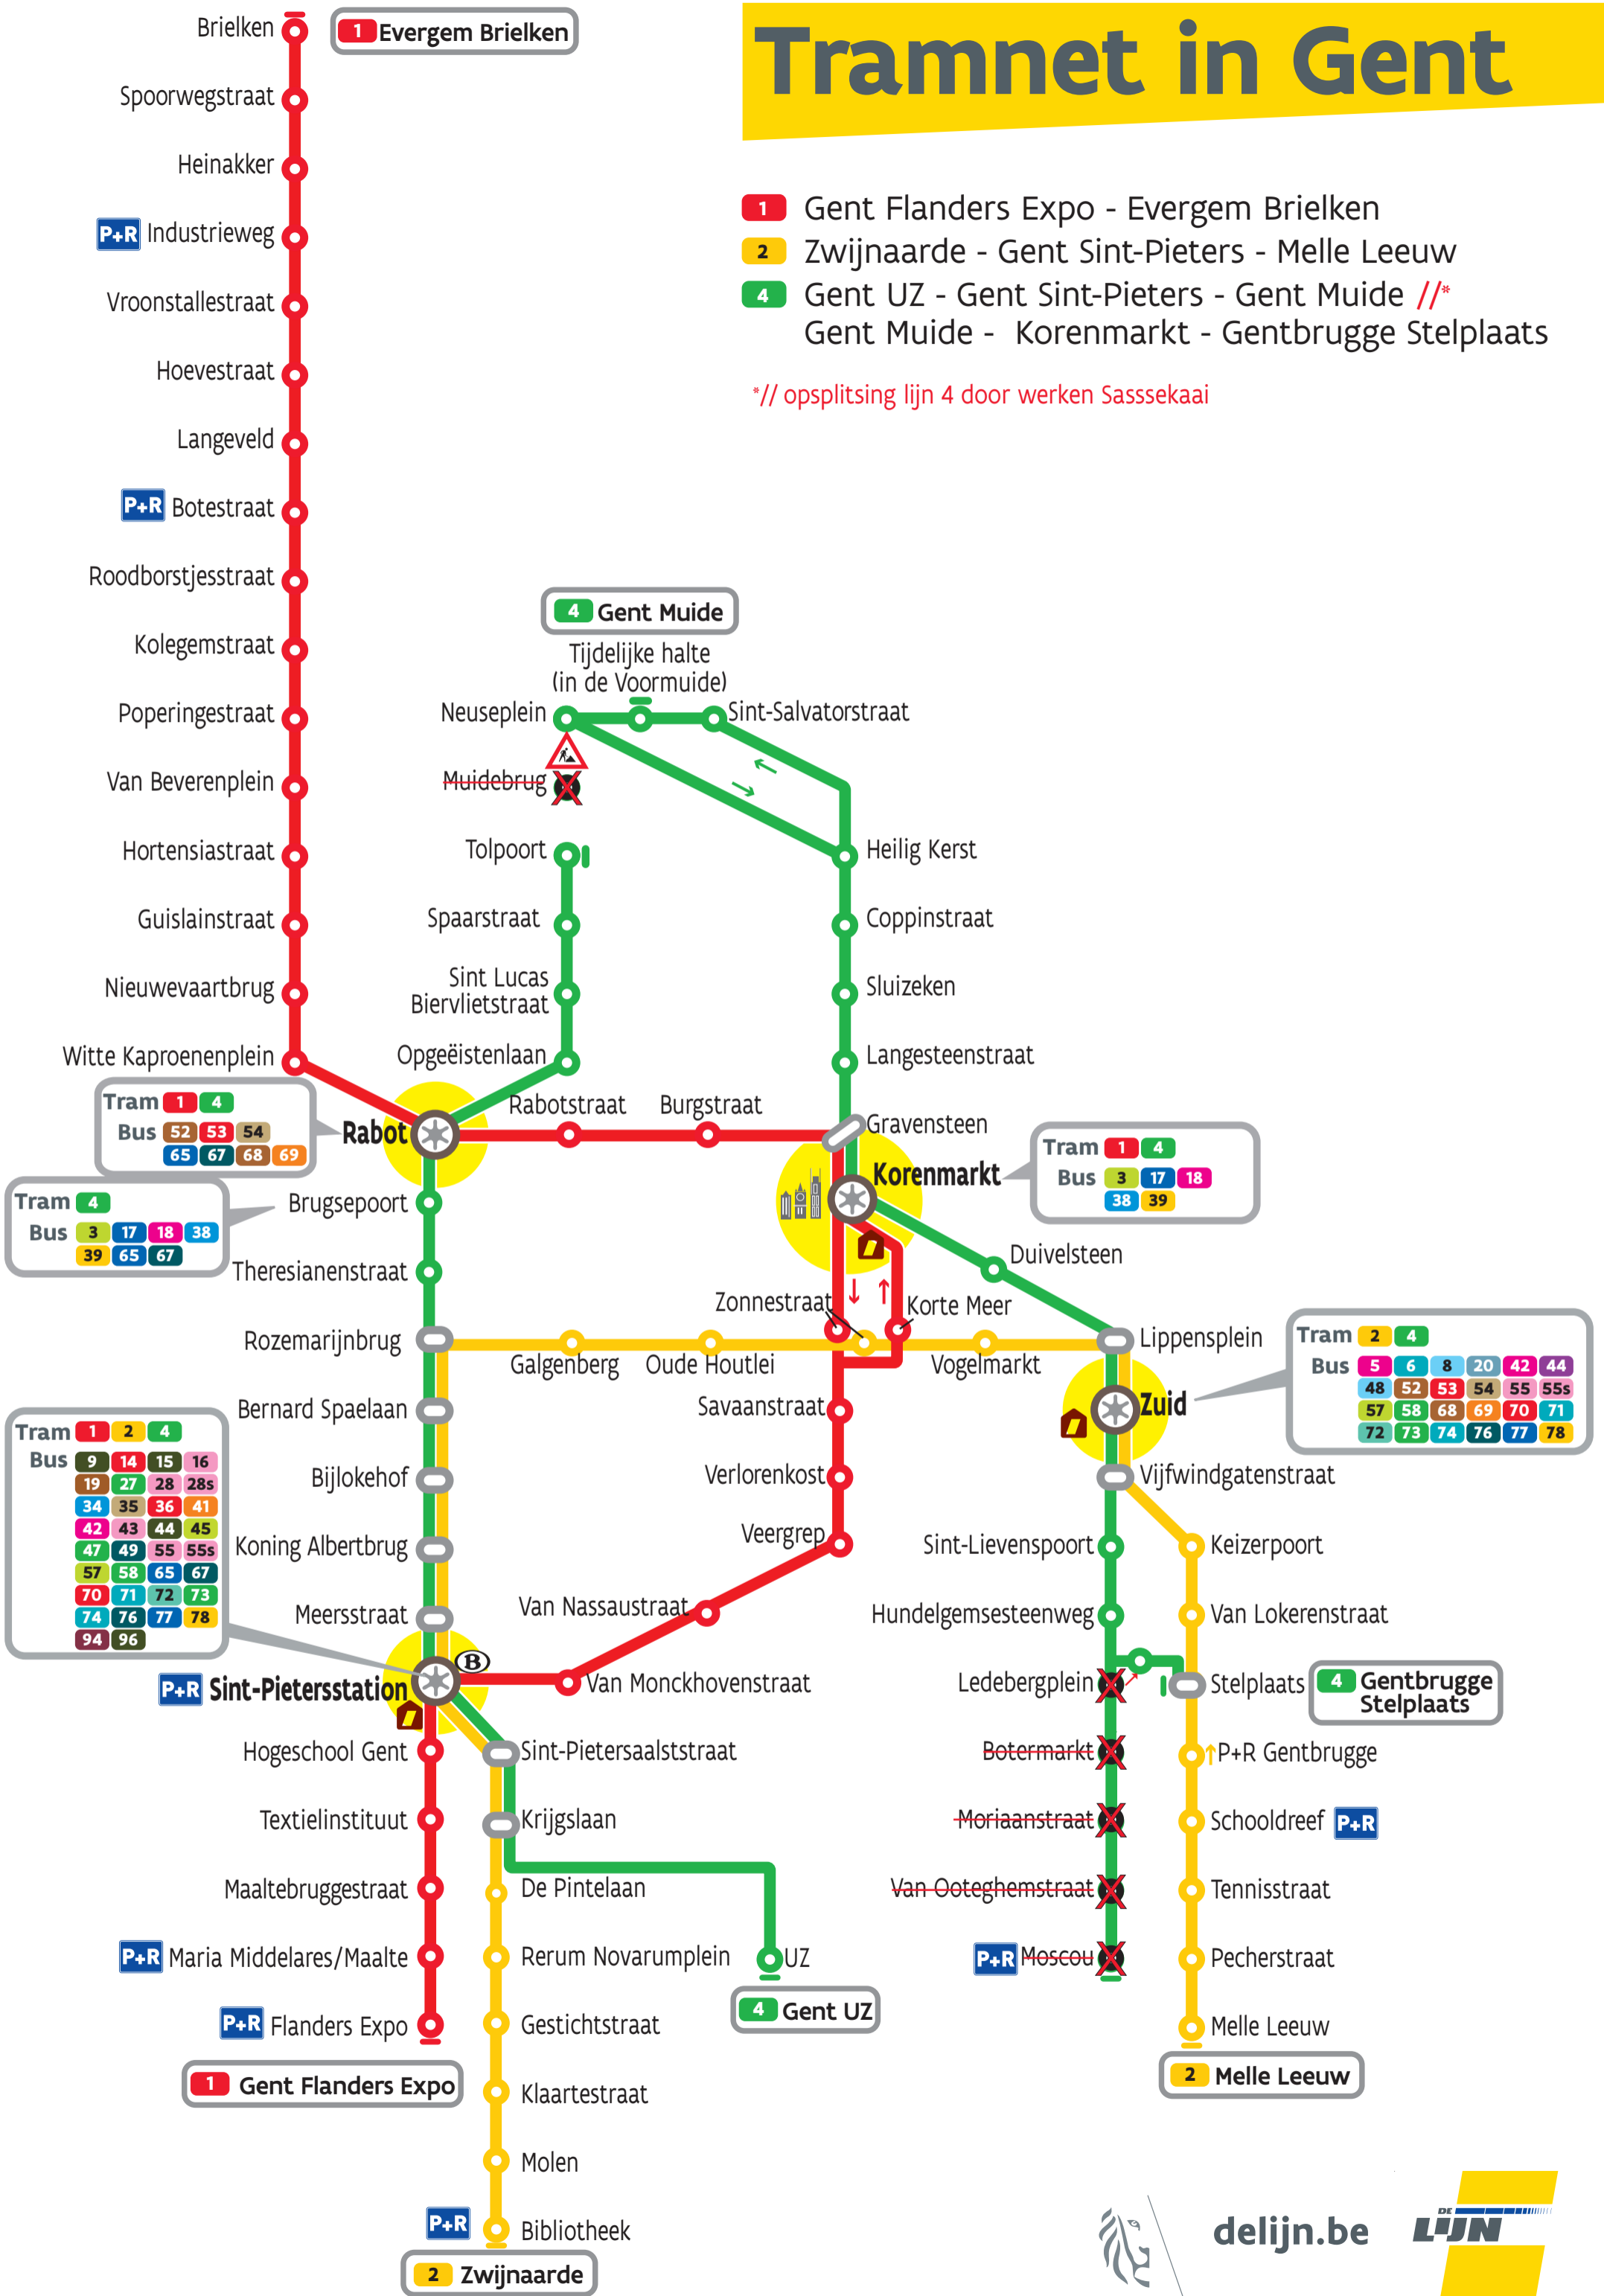 Tramnet in Gent
1 Evergem Brielken
1 Gent Flanders Expo - Evergem Brielken
2 Zwijnaarde - Gent Sint-Pieters - Melle Leeuw
4 Gent UZ - Gent Sint-Pieters - Gent Muide //*
Gent Muide - Korenmarkt - Gentbrugge Stelplaats
*// opsplitsing lijn 4 door werken Sasssekaai
Brielken
Spoorwegstraat
Heinakker
P+R Industrieweg
Vroonstallestraat
Hoevestraat
Langeveld
P+R Botestraat
Roodborstjesstraat
Kolegemstraat
Poperingestraat
Van Beverenplein
Hortensiastraat
Guislainstraat
Nieuwevaartbrug
Witte Kaproenenplein
4 Gent Muide
Tijdelijke halte
(in de Voormuide)
Neuseplein
Sint-Salvatorstraat
Muidebrug
Tolpoort
Spaarstraat
Sint Lucas
Biervlietstraat
Opgeëistenlaan
Heilig Kerst
Coppinstraat
Sluizeken
Langesteenstraat
Gravensteen
Rabotstraat
Burgstraat
Rabot
Tram 1 4
Bus 52 53 54
65 67 68 69
Korenmarkt
Tram 1 4
Bus 3 17 18
38 39
Tram 4
Bus 3 17 18 38
39 65 67
Brugsepoort
Theresianenstraat
Rozemarijnbrug
Bernard Spaelaan
Bijlokehof
Koning Albertbrug
Meersstraat
Duivelsteen
Zonnestraat
Korte Meer
Galgenberg
Oude Houtlei
Vogelmarkt
Lippensplein
Zuid
Tram 2 4
Bus 5 6 8 20 42 44
48 52 53 54 55 55s
57 58 68 69 70 71
72 73 74 76 77 78
Savaanstraat
Verlorenkost
Veergrep
Van Nassaustraat
Van Monckhovenstraat
Tram 1 2 4
Bus 9 14 15 16
19 27 28 28s
34 35 36 41
42 43 44 45
47 49 55 55s
57 58 65 67
70 71 72 73
74 76 77 78
94 96
B
P+R Sint-Pietersstation
Hogeschool Gent
Textielinstituut
Maaltebruggestraat
P+R Maria Middelares/Maalte
P+R Flanders Expo
1 Gent Flanders Expo
Sint-Pietersaalststraat
Krijgslaan
De Pintelaan
Rerum Novarumplein
Gestichtstraat
Klaartestraat
Molen
P+R Bibliotheek
2 Zwijnaarde
UZ
4 Gent UZ
Vijfwindgatenstraat
Sint-Lievenspoort
Hundelgemsesteenweg
Ledebergplein
Botermarkt
Moriaanstraat
Van Ooteghemstraat
P+R Moscou
Keizerpoort
Van Lokerenstraat
Stelplaats
4 Gentbrugge
Stelplaats
P+R Gentbrugge
Schooldreef P+R
Tennisstraat
Pecherstraat
Melle Leeuw
2 Melle Leeuw
delijn.be
DE
LIJN